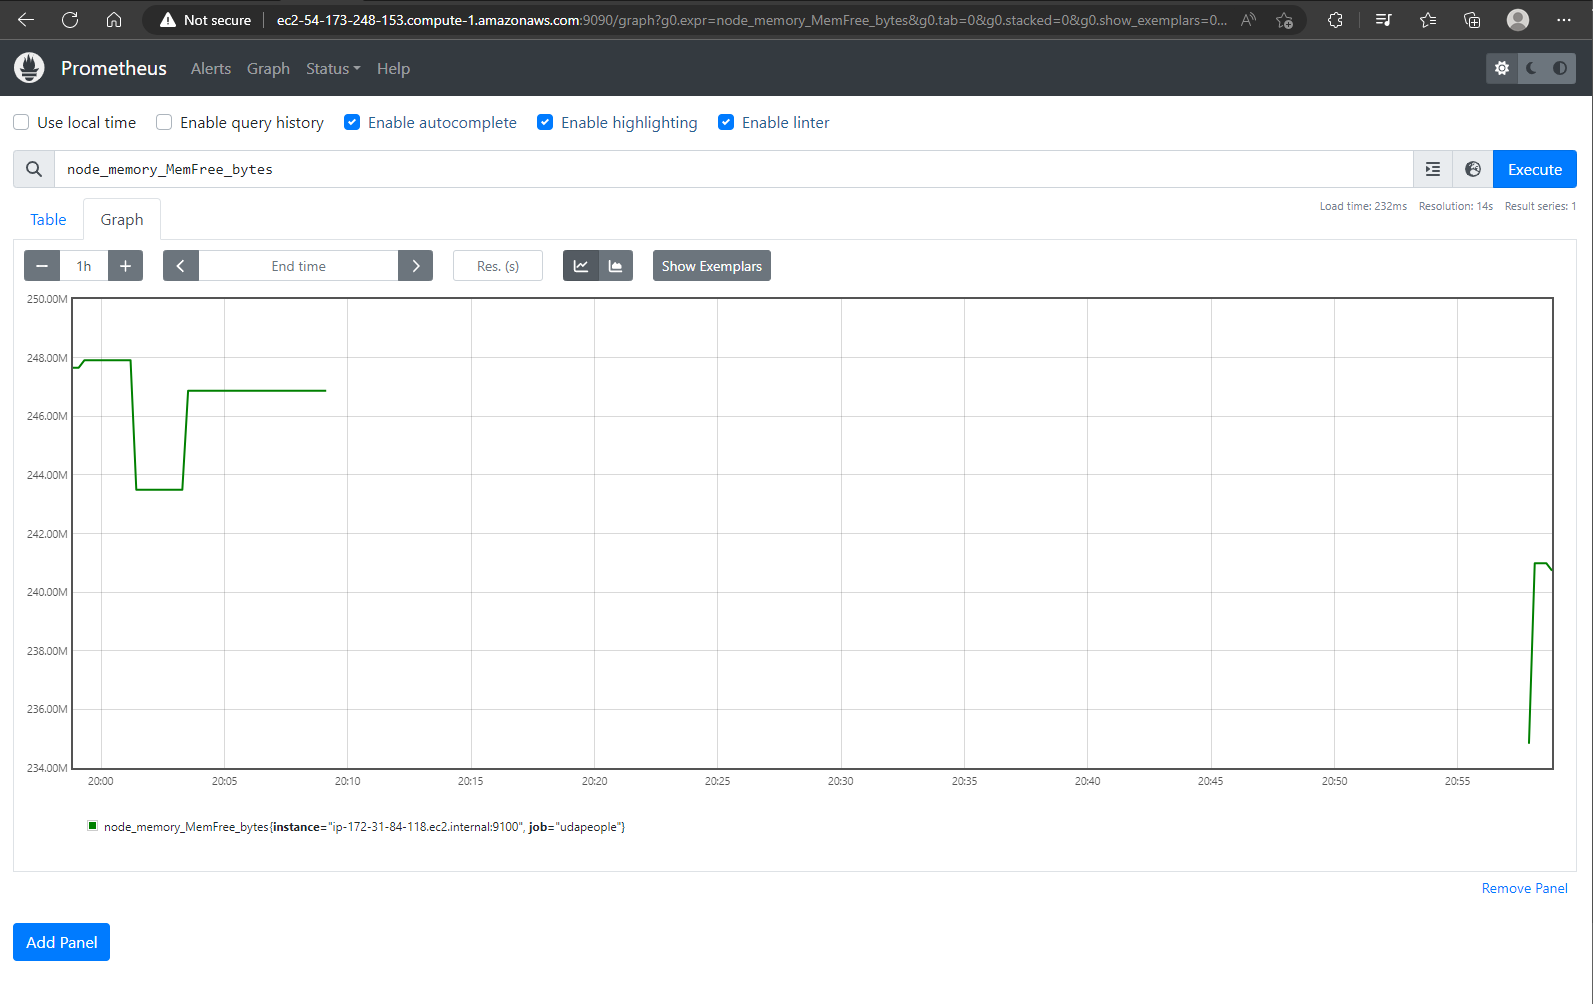 Not secure ec2-54-173-248-153.compute-1.amazonaws.com:9090/graph?g0.expr=node_memory_MemFree_bytes&g0.tab=0&g0.stacked=0&g0.show_exemplars=0...
Prometheus Alerts Graph Status Help
Use local time Enable query history Enable autocomplete Enable highlighting Enable linter
node_memory_MemFree_bytes Execute
Table Graph Load time: 232ms Resolution: 14s Result series: 1
− 1h + End time Res. (s) Show Exemplars
250.00M
248.00M
246.00M
244.00M
242.00M
240.00M
238.00M
236.00M
234.00M
20:00 20:05 20:10 20:15 20:20 20:25 20:30 20:35 20:40 20:45 20:50 20:55
node_memory_MemFree_bytes{instance="ip-172-31-84-118.ec2.internal:9100", job="udapeople"}
Remove Panel
Add Panel